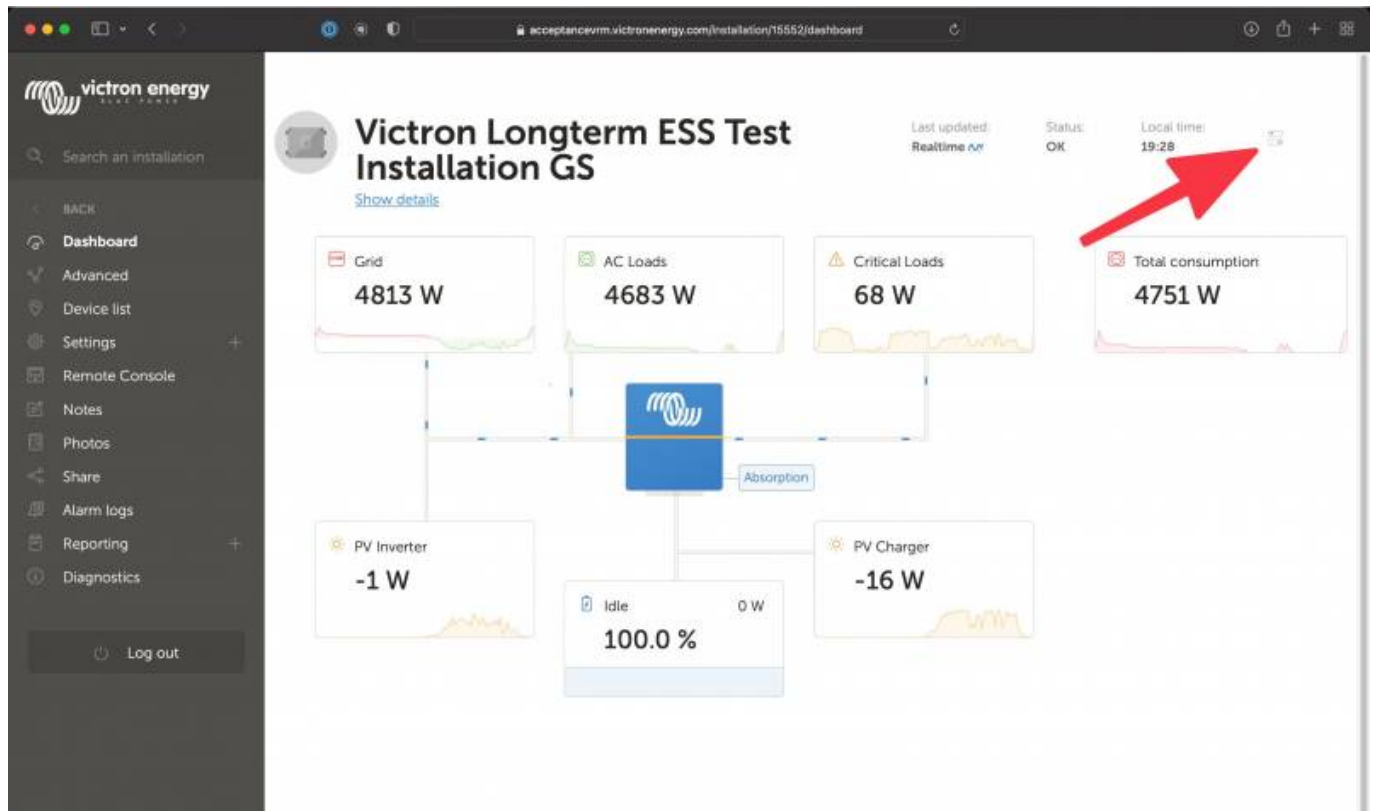 acceptancevrm.victronenergy.com/installation/15552/dashboard
victron energy
BLUE POWER
Search an installation
BACK
Dashboard
Advanced
Device list
Settings
Remote Console
Notes
Photos
Share
Alarm logs
Reporting
Diagnostics
Log out
Victron Longterm ESS Test
Installation GS
Show details
Last updated:
Realtime
Status:
OK
Local time:
19:28
Grid
4813 W
AC Loads
4683 W
Critical Loads
68 W
Total consumption
4751 W
Absorption
PV Inverter
-1 W
Idle
0 W
100.0 %
PV Charger
-16 W